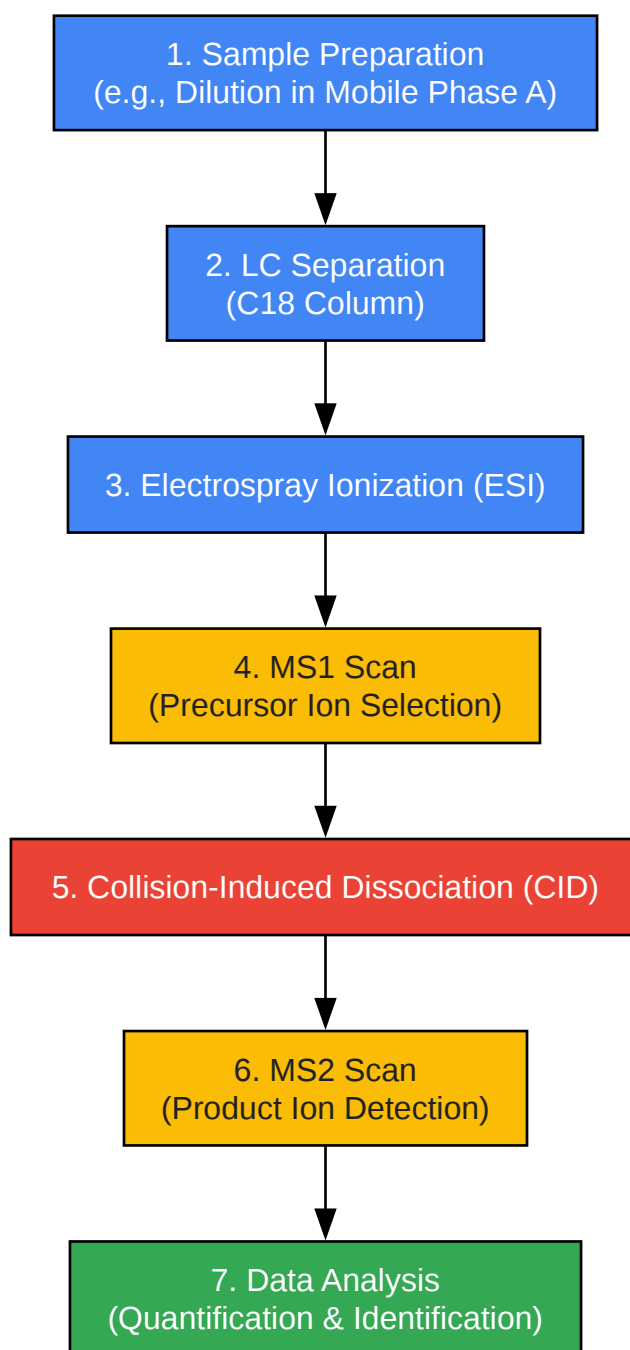 1. Sample Preparation
(e.g., Dilution in Mobile Phase A)
2. LC Separation
(C18 Column)
3. Electrospray Ionization (ESI)
4. MS1 Scan
(Precursor Ion Selection)
5. Collision-Induced Dissociation (CID)
6. MS2 Scan
(Product Ion Detection)
7. Data Analysis
(Quantification & Identification)